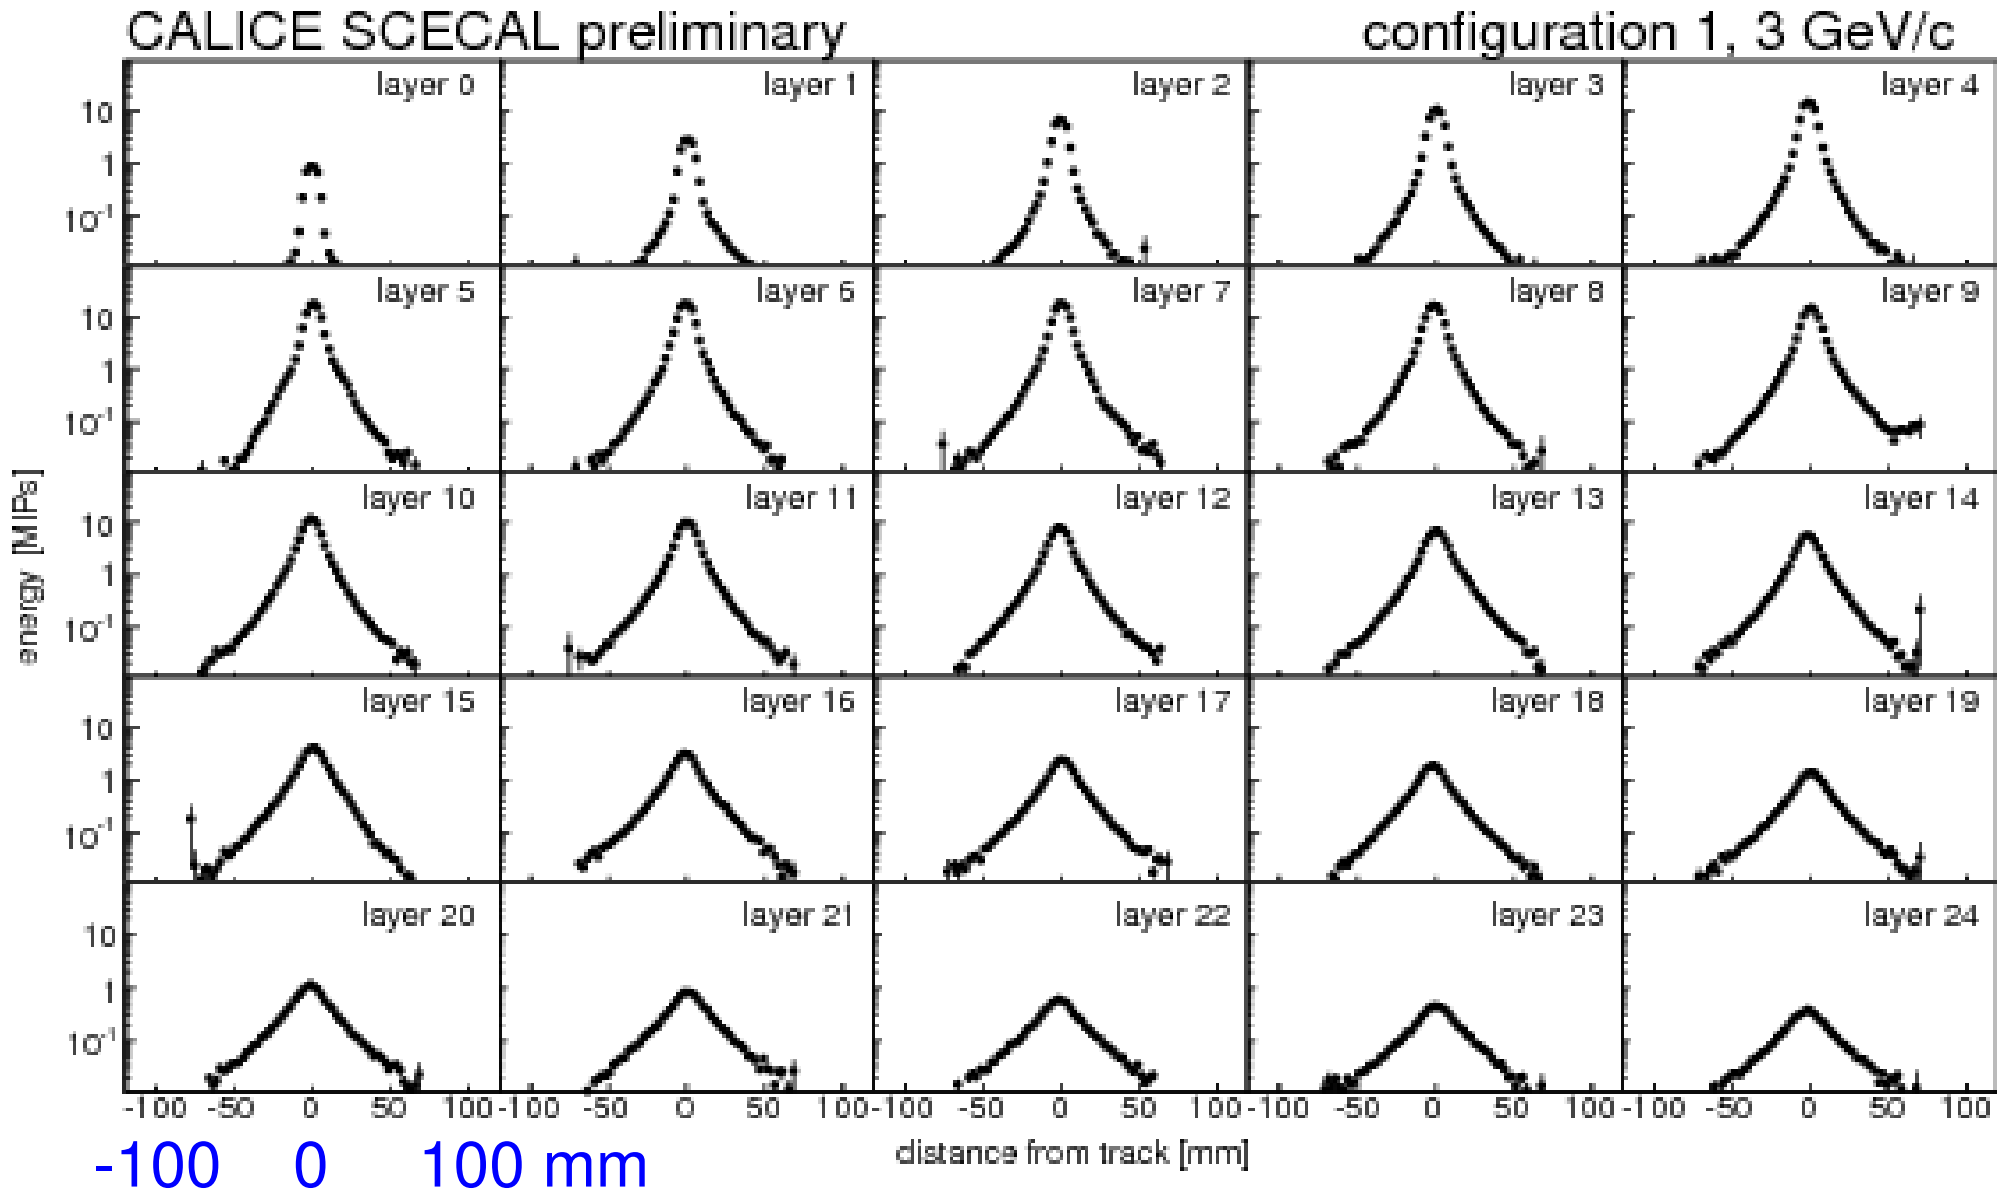 CALICE SCECAL preliminary configuration 1, 3 GeV/c
layer 0 layer 1 layer 2 layer 3 layer 4
10
1
10-1
layer 5 layer 6 layer 7 layer 8 layer 9
10
1
10-1
layer 10 layer 11 layer 12 layer 13 layer 14
10
1
10-1
layer 15 layer 16 layer 17 layer 18 layer 19
10
1
10-1
layer 20 layer 21 layer 22 layer 23 layer 24
10
1
10-1
energy [MIPs]
-100 -50 0 50 100 -100 -50 0 50 100 -100 -50 0 50 100 -100 -50 0 50 100 -100 -50 0 50 100
distance from track [mm]
-100 0 100 mm